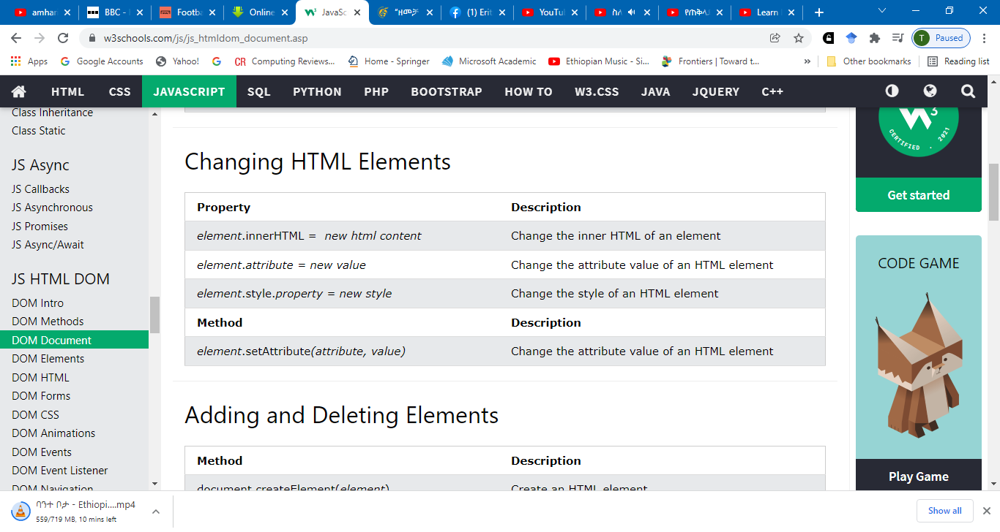 amhar
BBC -
Footba
Online
JavaSc
"ዘመቻ
(1) Erit
YouTu
ከለ
የጠቅላ
Learn
w3schools.com/js/js_htmldom_document.asp
T Paused
Apps Google Accounts Yahoo! CR Computing Reviews... Home - Springer Microsoft Academic Ethiopian Music - Si... Frontiers | Toward t... » Other bookmarks Reading list
HTML CSS JAVASCRIPT SQL PYTHON PHP BOOTSTRAP HOW TO W3.CSS JAVA JQUERY C++
Class Inheritance
Class Static
JS Async
JS Callbacks
JS Asynchronous
JS Promises
JS Async/Await
JS HTML DOM
DOM Intro
DOM Methods
DOM Document
DOM Elements
DOM HTML
DOM Forms
DOM CSS
DOM Animations
DOM Events
DOM Event Listener
DOM Navigation
Changing HTML Elements
Property Description
element.innerHTML = new html content Change the inner HTML of an element
element.attribute = new value Change the attribute value of an HTML element
element.style.property = new style Change the style of an HTML element
Method Description
element.setAttribute(attribute, value) Change the attribute value of an HTML element
Adding and Deleting Elements
Method Description
document.createElement(element) Create an HTML element
W3
CERTIFIED . 2021
Get started
CODE GAME
Play Game
ባንተ ቦታ - Ethiopi....mp4
559/719 MB, 10 mins left
Show all